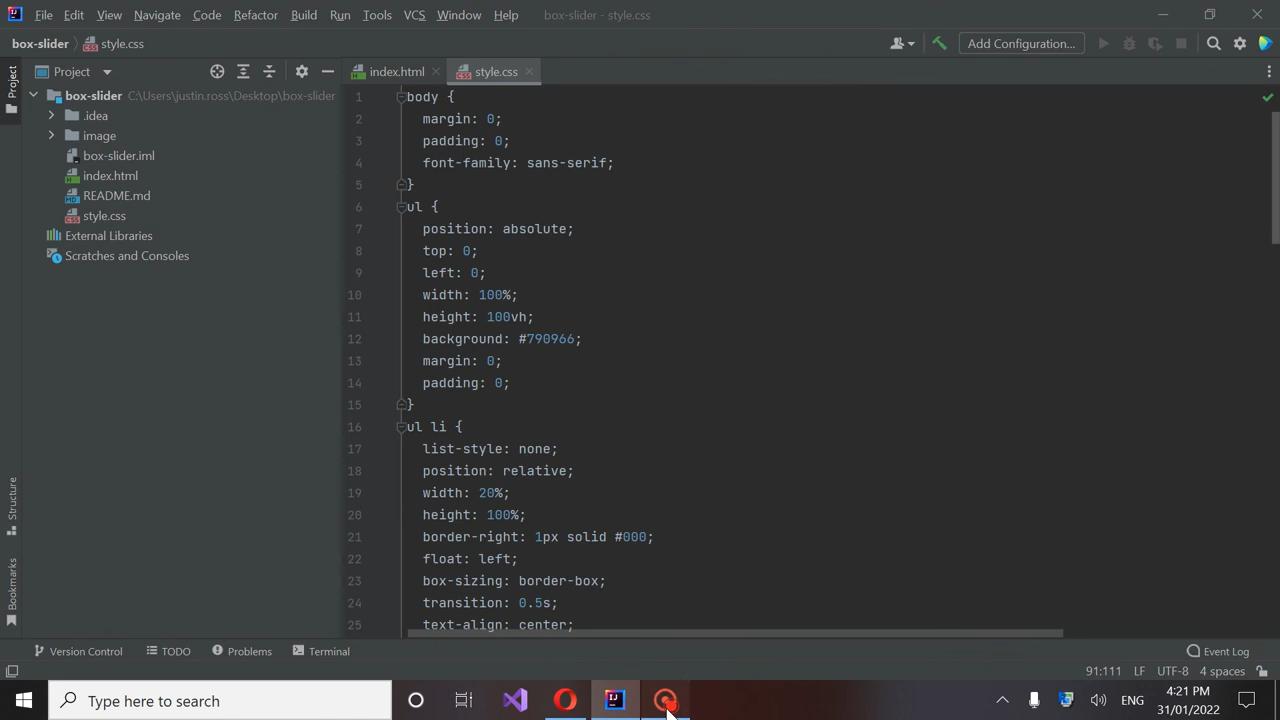 File Edit View Navigate Code Refactor Build Run Tools VCS Window Help box-slider - style.css
box-slider style.css Add Configuration...
Project index.html style.css
box-slider C:\Users\justin.ross\Desktop\box-slider
.idea
image
box-slider.iml
index.html
README.md
style.css
External Libraries
Scratches and Consoles
Project
Structure
Bookmarks
1 body {
2 margin: 0;
3 padding: 0;
4 font-family: sans-serif;
5 }
6 ul {
7 position: absolute;
8 top: 0;
9 left: 0;
10 width: 100%;
11 height: 100vh;
12 background: #790966;
13 margin: 0;
14 padding: 0;
15 }
16 ul li {
17 list-style: none;
18 position: relative;
19 width: 20%;
20 height: 100%;
21 border-right: 1px solid #000;
22 float: left;
23 box-sizing: border-box;
24 transition: 0.5s;
25 text-align: center;
Version Control TODO Problems Terminal Event Log
91:111 LF UTF-8 4 spaces
Type here to search ENG 4:21 PM
31/01/2022